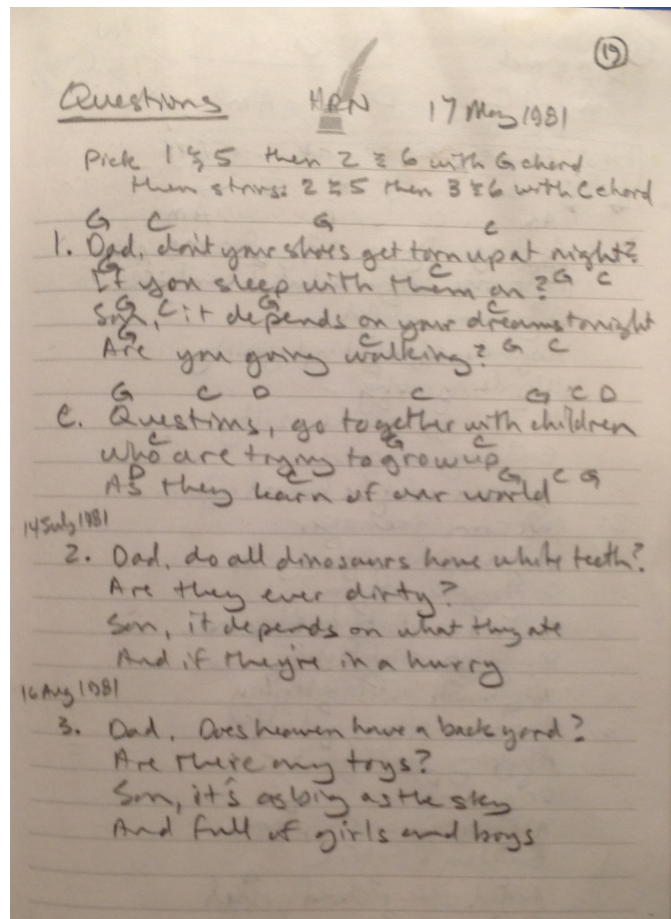 19
Questions HRN 17 May 1981
Pick 1 & 5 then 2 & 6 with G chord
then strings 2 & 5 then 3 & 6 with C chord
G C G C
1. Dad, don't your shoes get torn up at night?
G C G C
If you sleep with them on?
G C G C
Son, it depends on your dreams tonight
G C G C
Are you going walking?
G C D C G C D
C. Questions, go together with children
C G C
who are trying to grow up
D C G C G
As they learn of our world
14 July 1981
2. Dad, do all dinosaurs have white teeth?
Are they ever dirty?
Son, it depends on what they ate
And if they're in a hurry
16 Aug 1981
3. Dad, Does heaven have a back yard?
Are there any toys?
Son, it's as big as the sky
And full of girls and boys